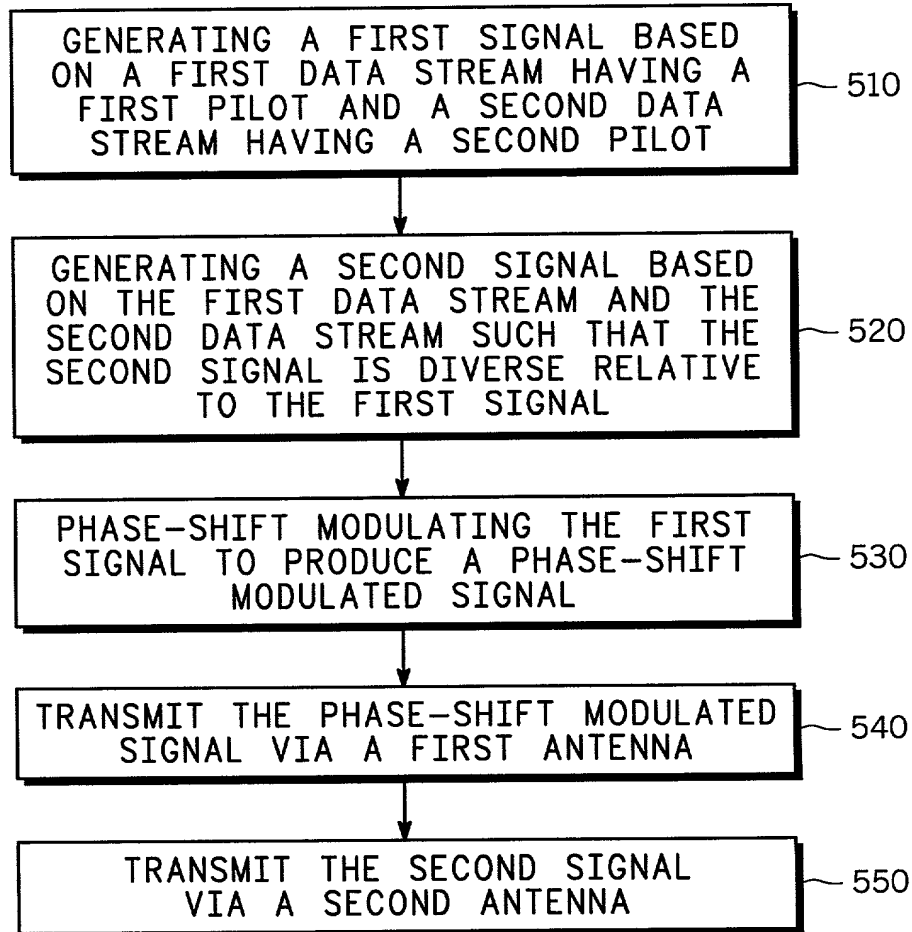 GENERATING A FIRST SIGNAL BASED
ON A FIRST DATA STREAM HAVING A
FIRST PILOT AND A SECOND DATA
STREAM HAVING A SECOND PILOT
510
GENERATING A SECOND SIGNAL BASED
ON THE FIRST DATA STREAM AND THE
SECOND DATA STREAM SUCH THAT THE
SECOND SIGNAL IS DIVERSE RELATIVE
TO THE FIRST SIGNAL
520
PHASE-SHIFT MODULATING THE FIRST
SIGNAL TO PRODUCE A PHASE-SHIFT
MODULATED SIGNAL
530
TRANSMIT THE PHASE-SHIFT MODULATED
SIGNAL VIA A FIRST ANTENNA
540
TRANSMIT THE SECOND SIGNAL
VIA A SECOND ANTENNA
550